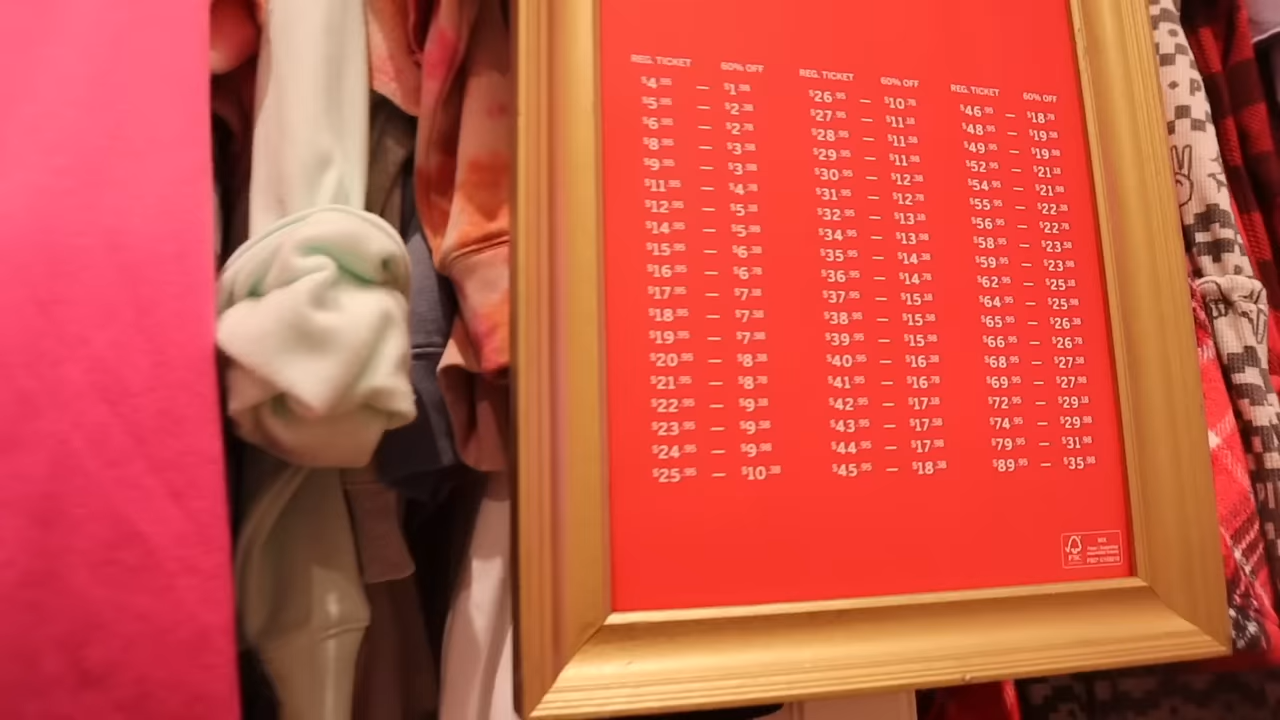 REG. TICKET 60% OFF
$4.95 — $1.98
$5.95 — $2.38
$6.95 — $2.78
$8.95 — $3.58
$9.95 — $3.98
$11.95 — $4.78
$12.95 — $5.18
$14.95 — $5.98
$15.95 — $6.38
$16.95 — $6.78
$17.95 — $7.18
$18.95 — $7.58
$19.95 — $7.98
$20.95 — $8.38
$21.95 — $8.78
$22.95 — $9.18
$23.95 — $9.58
$24.95 — $9.98
$25.95 — $10.38
REG. TICKET 60% OFF
$26.95 — $10.78
$27.95 — $11.18
$28.95 — $11.58
$29.95 — $11.98
$30.95 — $12.38
$31.95 — $12.78
$32.95 — $13.18
$34.95 — $13.98
$35.95 — $14.38
$36.95 — $14.78
$37.95 — $15.18
$38.95 — $15.58
$39.95 — $15.98
$40.95 — $16.38
$41.95 — $16.78
$42.95 — $17.18
$43.95 — $17.58
$44.95 — $17.98
$45.95 — $18.38
REG. TICKET 60% OFF
$46.95 — $18.78
$48.95 — $19.58
$49.95 — $19.98
$52.95 — $21.18
$54.95 — $21.98
$55.95 — $22.38
$56.95 — $22.78
$58.95 — $23.58
$59.95 — $23.98
$62.95 — $25.18
$64.95 — $25.98
$65.95 — $26.38
$66.95 — $26.78
$68.95 — $27.58
$69.95 — $27.98
$72.95 — $29.18
$74.95 — $29.98
$79.95 — $31.98
$89.95 — $35.98
FSC
MIX